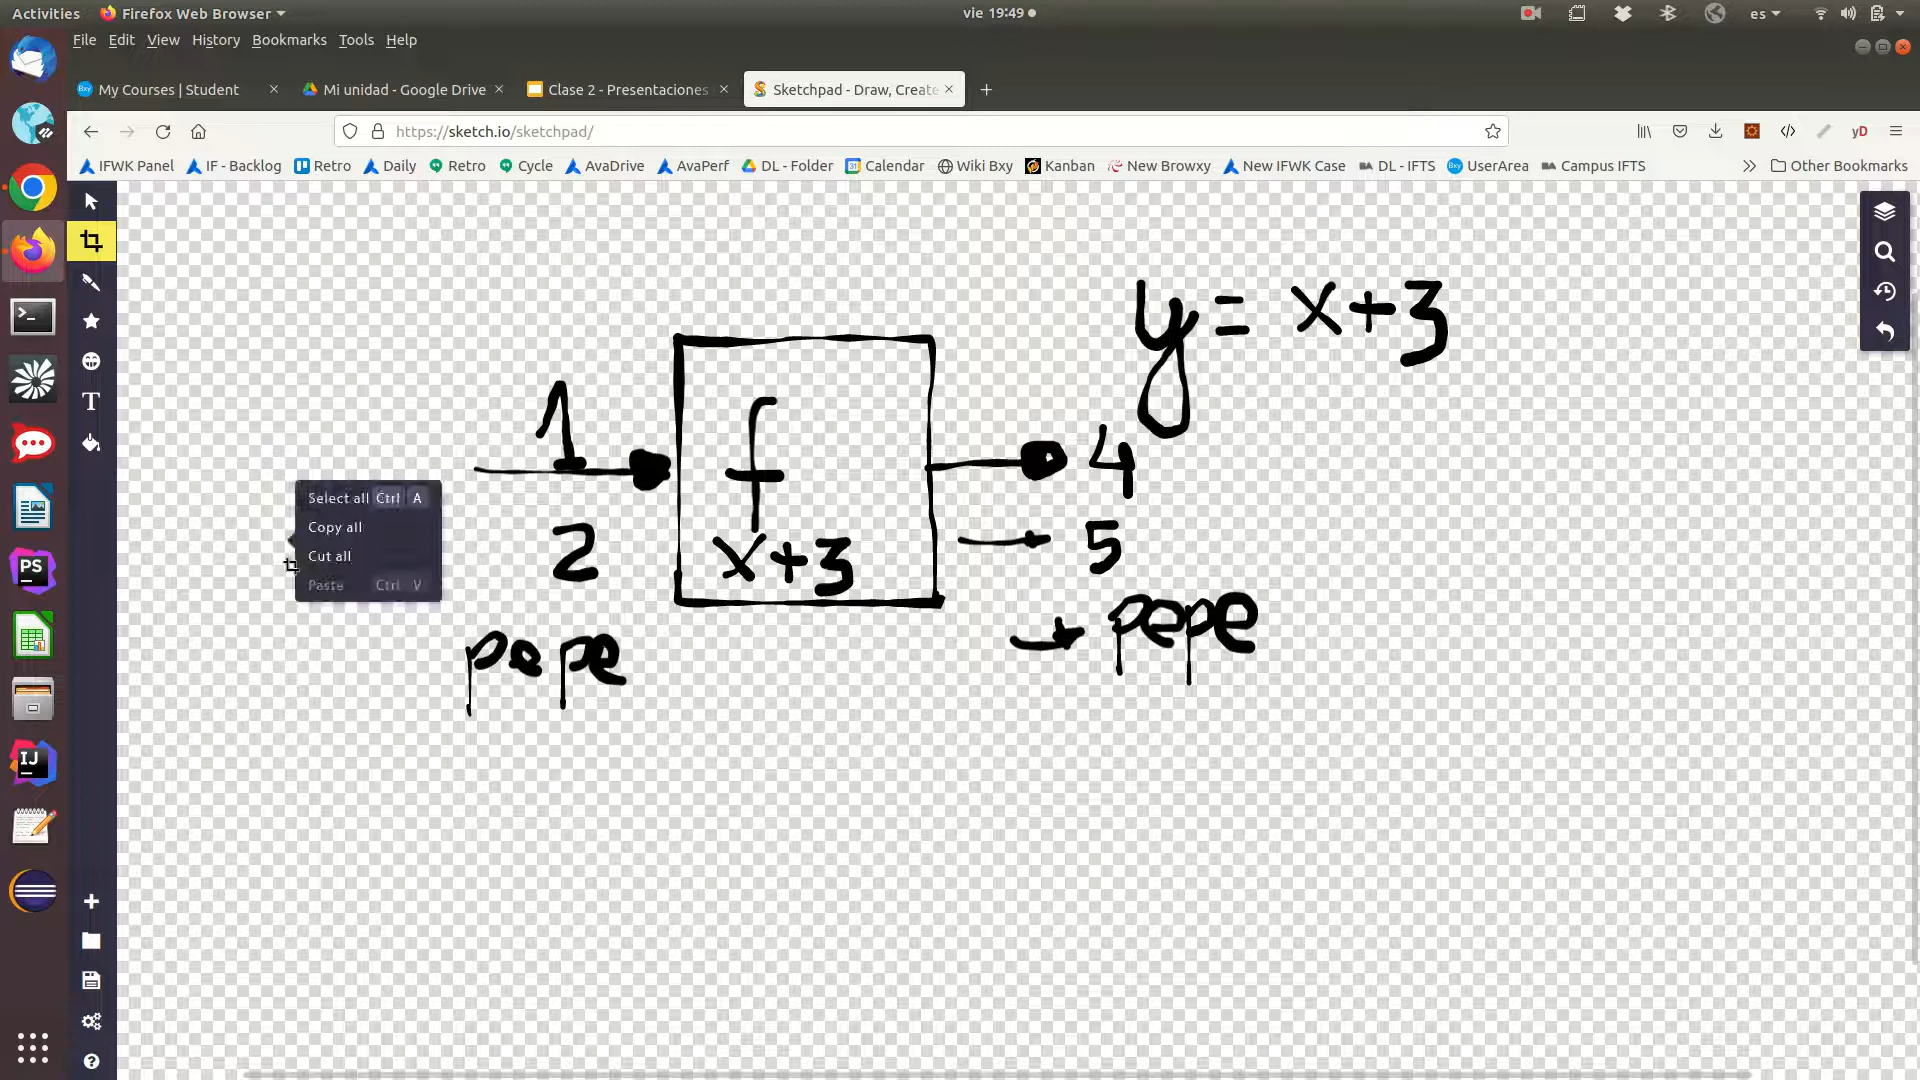 Activities Firefox Web Browser vie 19:49 es
File Edit View History Bookmarks Tools Help
My Courses | Student Mi unidad - Google Drive Clase 2 - Presentaciones Sketchpad - Draw, Create
https://sketch.io/sketchpad/ yD
IFWK Panel IF - Backlog Retro Daily Retro Cycle AvaDrive AvaPerf DL - Folder Calendar Wiki Bxy Kanban New Browxy New IFWK Case DL - IFTS UserArea Campus IFTS Other Bookmarks
y = x+3
1 f 4
Select all Ctrl A
Copy all
Cut all
Paste Ctrl V
2 x+3 5
pepe pepe